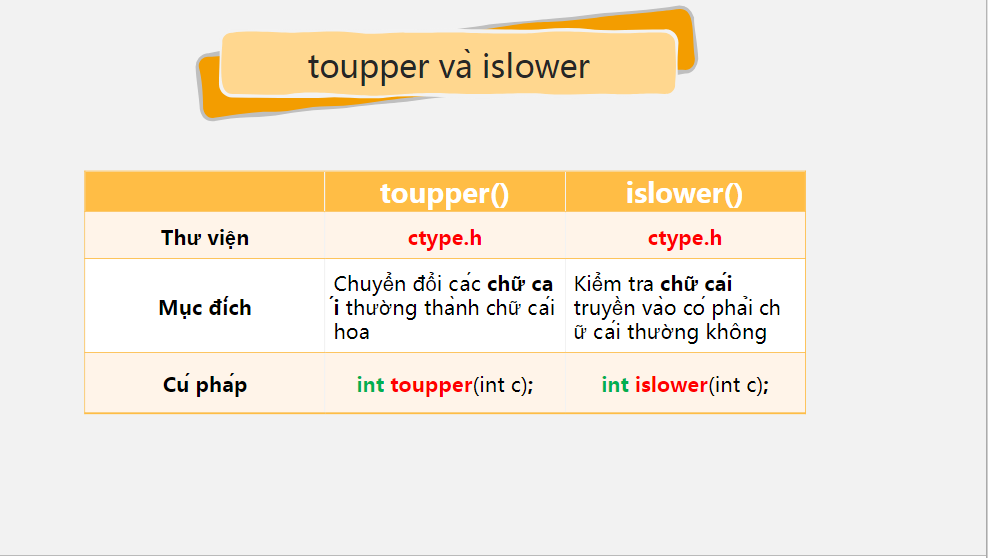 toupper và islower
toupper() islower()
Thư viện ctype.h ctype.h
Mục đích
Chuyển đổi các chữ ca
́i thường thành chữ cái
hoa
Kiểm tra chữ cái
truyền vào có phải ch
ữ cái thường không
Cú pháp int toupper(int c); int islower(int c);